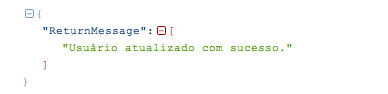 {
"ReturnMessage":[
"Usuário atualizado com sucesso."
]
}